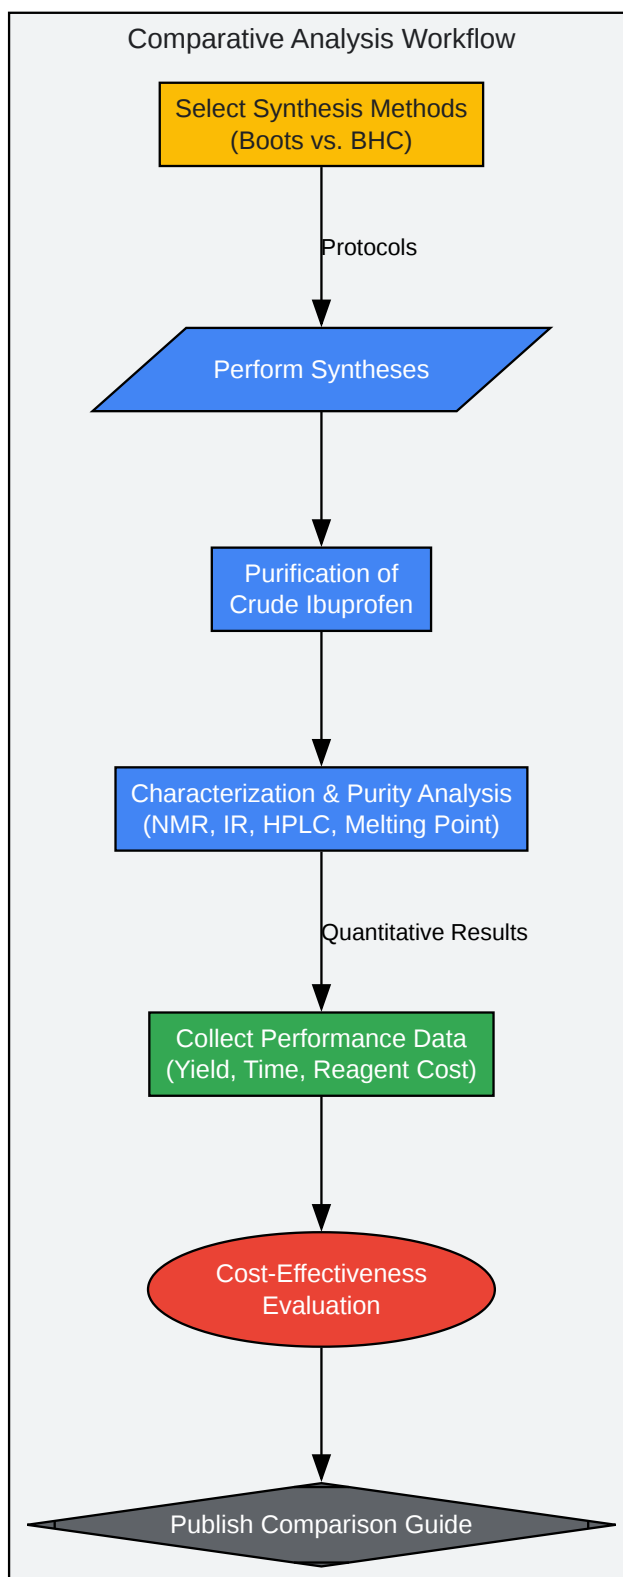 Comparative Analysis Workflow
Select Synthesis Methods
(Boots vs. BHC)
Protocols
Perform Syntheses
Purification of
Crude Ibuprofen
Characterization & Purity Analysis
(NMR, IR, HPLC, Melting Point)
Quantitative Results
Collect Performance Data
(Yield, Time, Reagent Cost)
Cost-Effectiveness
Evaluation
Publish Comparison Guide